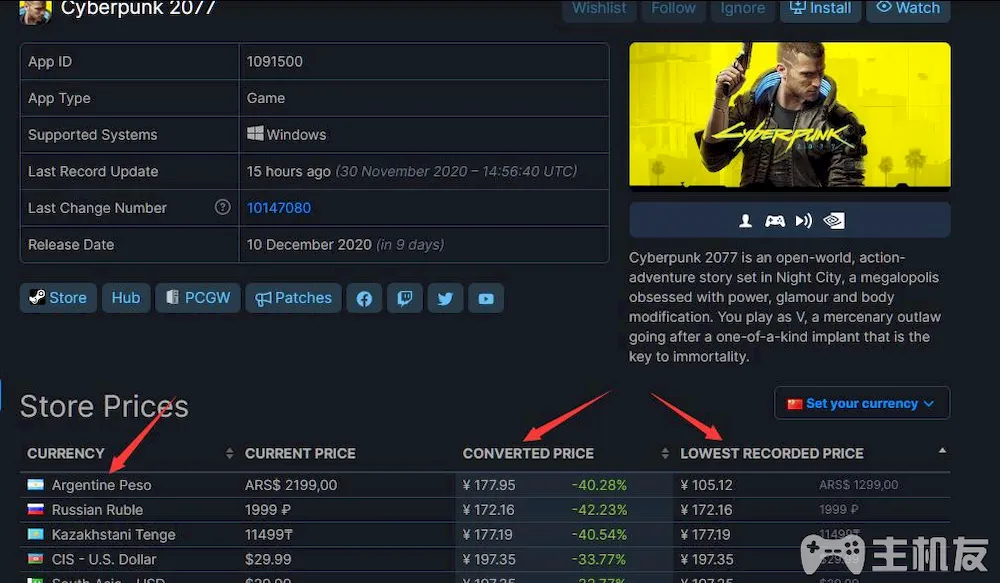 Cyberpunk 2077
Wishlist Follow Ignore Install Watch
App ID 1091500
App Type Game
Supported Systems Windows
Last Record Update 15 hours ago (30 November 2020 – 14:56:40 UTC)
Last Change Number ? 10147080
Release Date 10 December 2020 (in 9 days)
CYBERPUNK
2077
Store Hub PCGW Patches
Cyberpunk 2077 is an open-world, action-
adventure story set in Night City, a megalopolis
obsessed with power, glamour and body
modification. You play as V, a mercenary outlaw
going after a one-of-a-kind implant that is the
key to immortality.
Store Prices
Set your currency
CURRENCY CURRENT PRICE CONVERTED PRICE LOWEST RECORDED PRICE
Argentine Peso ARS$ 2199,00 ¥ 177.95 -40.28% ¥ 105.12 ARS$ 1299,00
Russian Ruble 1999 ₽ ¥ 172.16 -42.23% ¥ 172.16 1999 ₽
Kazakhstani Tenge 11499₸ ¥ 177.19 -40.54% ¥ 177.19 11499₸
CIS - U.S. Dollar $29.99 ¥ 197.35 -33.77% ¥ 197.35 $29.99
South Asia - USD $29.99 ¥ 197.35 -33.77% ¥ 197.35
主机友